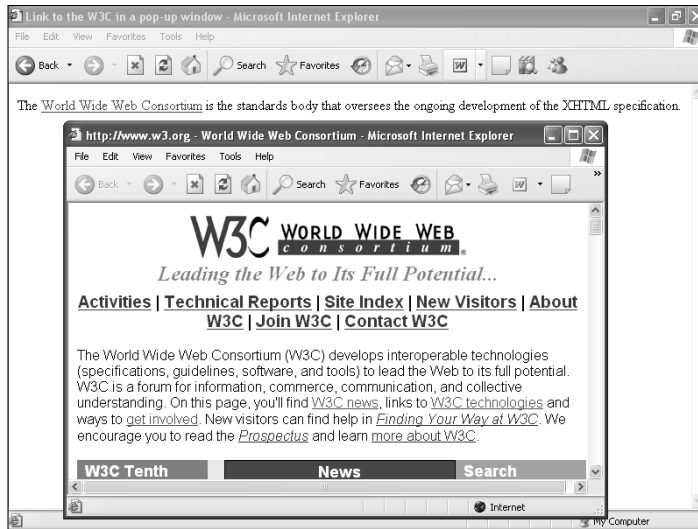 Link to the W3C in a pop-up window - Microsoft Internet Explorer
File Edit View Favorites Tools Help
Back Search Favorites
The World Wide Web Consortium is the standards body that oversees the ongoing development of the XHTML specification.
http://www.w3.org - World Wide Web Consortium - Microsoft Internet Explorer
File Edit View Favorites Tools Help
Back Search Favorites
W3C WORLD WIDE WEB
consortium
Leading the Web to Its Full Potential...
Activities | Technical Reports | Site Index | New Visitors | About
W3C | Join W3C | Contact W3C
The World Wide Web Consortium (W3C) develops interoperable technologies
(specifications, guidelines, software, and tools) to lead the Web to its full potential.
W3C is a forum for information, commerce, communication, and collective
understanding. On this page, you'll find W3C news, links to W3C technologies and
ways to get involved. New visitors can find help in Finding Your Way at W3C. We
encourage you to read the Prospectus and learn more about W3C.
W3C Tenth News Search
Internet
My Computer